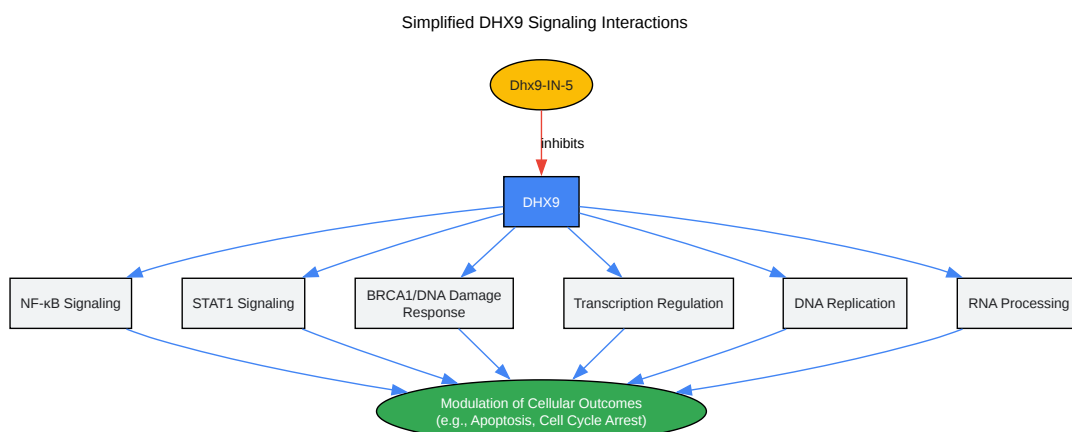 Simplified DHX9 Signaling Interactions
Dhx9-IN-5
inhibits
DHX9
NF-κB Signaling
STAT1 Signaling
BRCA1/DNA Damage
Response
Transcription Regulation
DNA Replication
RNA Processing
Modulation of Cellular Outcomes
(e.g., Apoptosis, Cell Cycle Arrest)